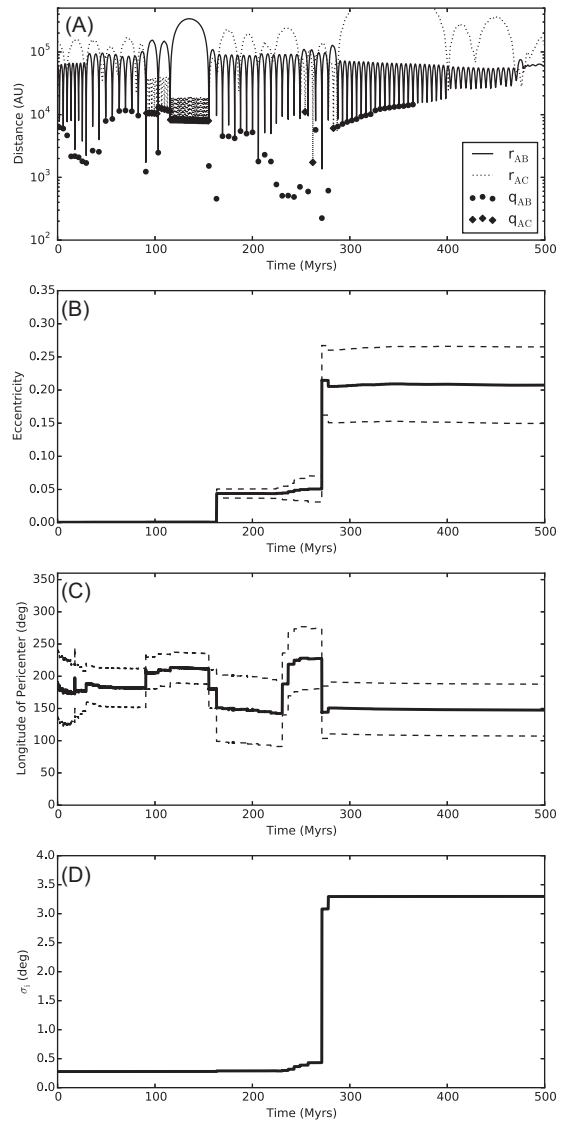 (A)
10^5
10^4
10^3
10^2
Distance (AU)
r_AB
r_AC
q_AB
q_AC
0 100 200 300 400 500
Time (Myrs)
(B)
0.35
0.30
0.25
0.20
0.15
0.10
0.05
0.00
Eccentricity
0 100 200 300 400 500
Time (Myrs)
(C)
350
300
250
200
150
100
50
0
Longitude of Pericenter (deg)
0 100 200 300 400 500
Time (Myrs)
(D)
4.0
3.5
3.0
2.5
2.0
1.5
1.0
0.5
0.0
σ_i (deg)
0 100 200 300 400 500
Time (Myrs)